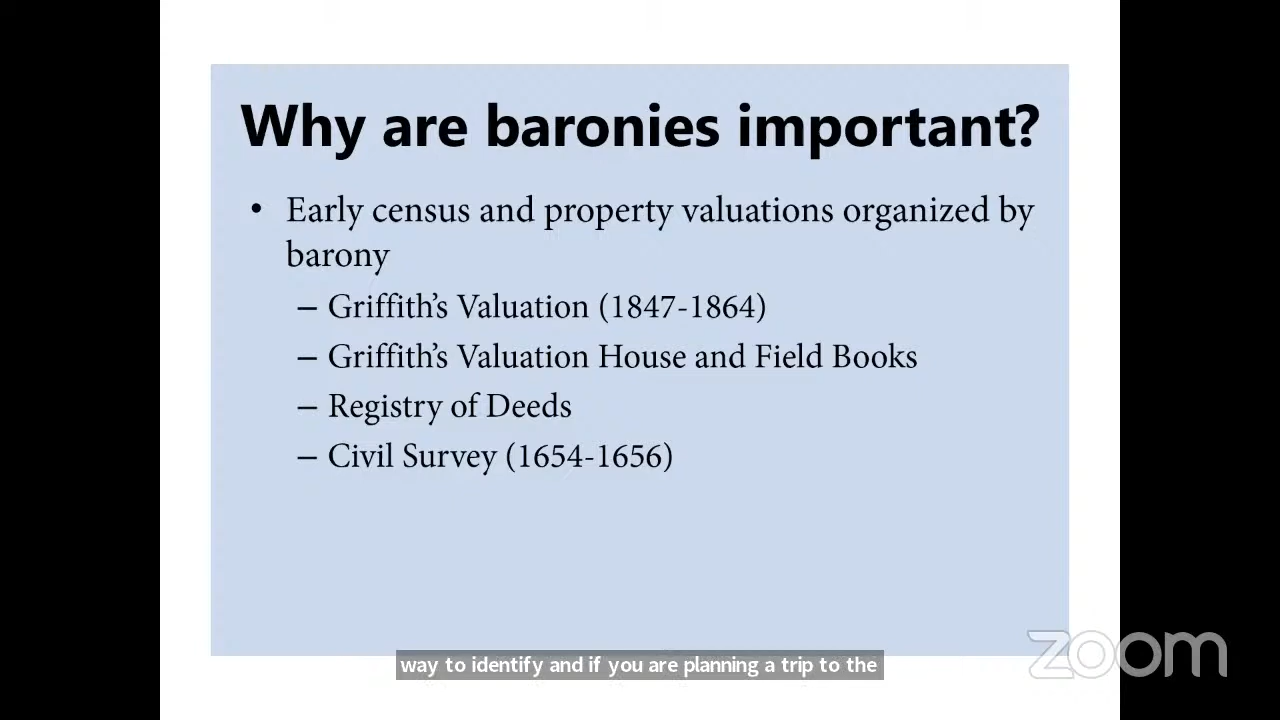 Why are baronies important?
• Early census and property valuations organized by
barony
– Griffith's Valuation (1847-1864)
– Griffith's Valuation House and Field Books
– Registry of Deeds
– Civil Survey (1654-1656)
zoom
way to identify and if you are planning a trip to the